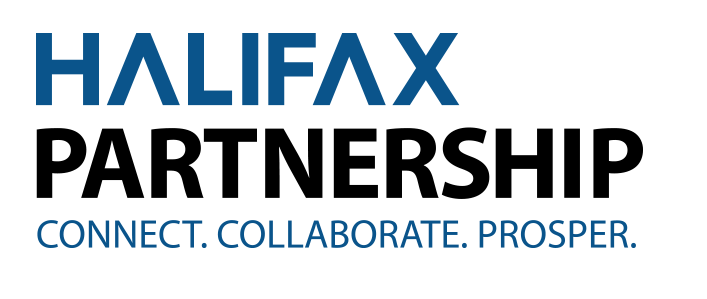 HALIFAX
PARTNERSHIP
CONNECT. COLLABORATE. PROSPER.